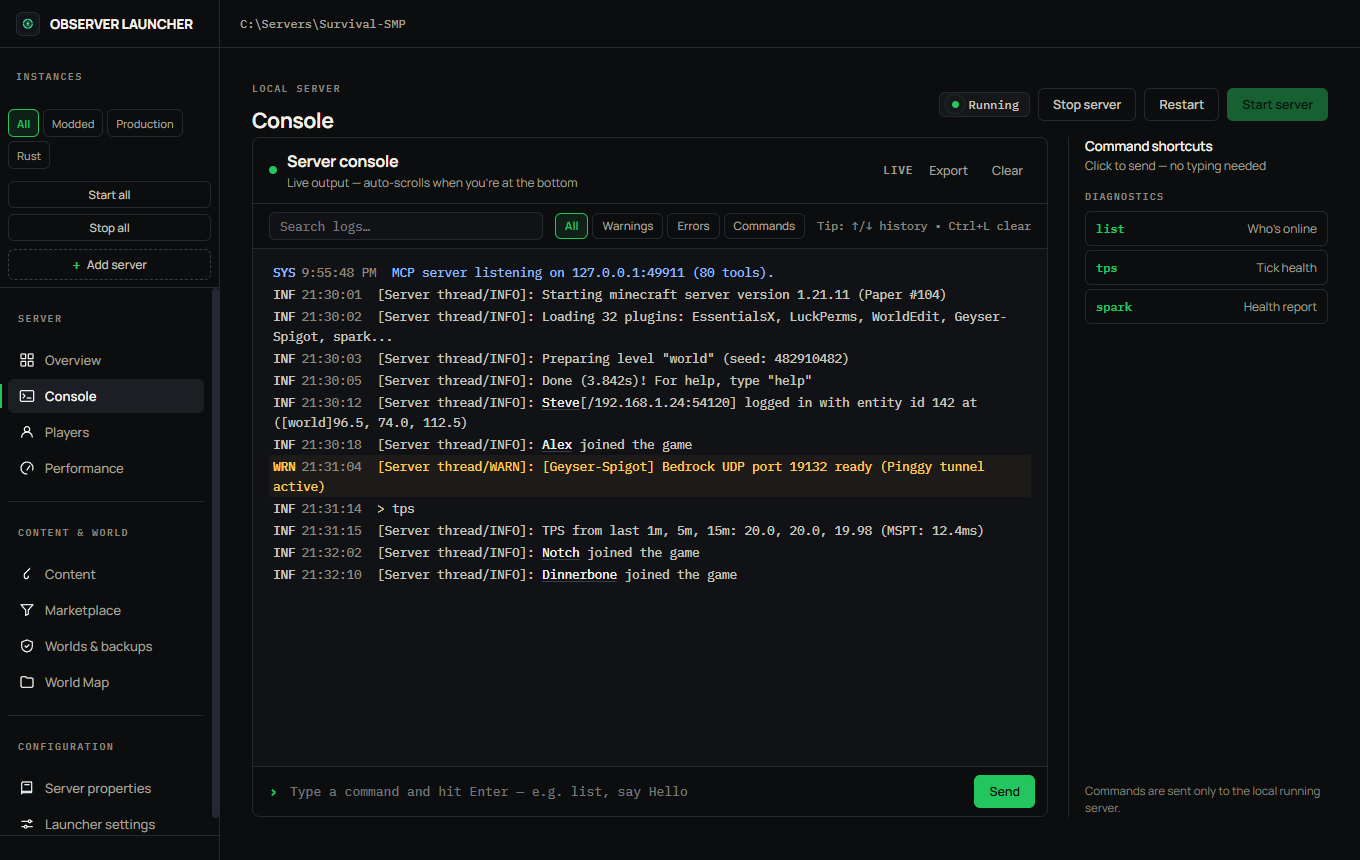 OBSERVER LAUNCHER
C:\Servers\Survival-SMP
INSTANCES
All
Modded
Production
Rust
Start all
Stop all
+ Add server
SERVER
Overview
Console
Players
Performance
CONTENT & WORLD
Content
Marketplace
Worlds & backups
World Map
CONFIGURATION
Server properties
Launcher settings
LOCAL SERVER
Console
Running
Stop server
Restart
Start server
Server console
Live output — auto-scrolls when you're at the bottom
LIVE
Export
Clear
Search logs…
All
Warnings
Errors
Commands
Tip: ↑/↓ history • Ctrl+L clear
SYS 9:55:48 PM MCP server listening on 127.0.0.1:49911 (80 tools).
INF 21:30:01 [Server thread/INFO]: Starting minecraft server version 1.21.11 (Paper #104)
INF 21:30:02 [Server thread/INFO]: Loading 32 plugins: EssentialsX, LuckPerms, WorldEdit, Geyser-
Spigot, spark...
INF 21:30:03 [Server thread/INFO]: Preparing level "world" (seed: 482910482)
INF 21:30:05 [Server thread/INFO]: Done (3.842s)! For help, type "help"
INF 21:30:12 [Server thread/INFO]: Steve[/192.168.1.24:54120] logged in with entity id 142 at
([world]96.5, 74.0, 112.5)
INF 21:30:18 [Server thread/INFO]: Alex joined the game
WRN 21:31:04 [Server thread/WARN]: [Geyser-Spigot] Bedrock UDP port 19132 ready (Pinggy tunnel
active)
INF 21:31:14 > tps
INF 21:31:15 [Server thread/INFO]: TPS from last 1m, 5m, 15m: 20.0, 20.0, 19.98 (MSPT: 12.4ms)
INF 21:32:02 [Server thread/INFO]: Notch joined the game
INF 21:32:10 [Server thread/INFO]: Dinnerbone joined the game
› Type a command and hit Enter — e.g. list, say Hello
Send
Command shortcuts
Click to send — no typing needed
DIAGNOSTICS
list Who's online
tps Tick health
spark Health report
Commands are sent only to the local running
server.